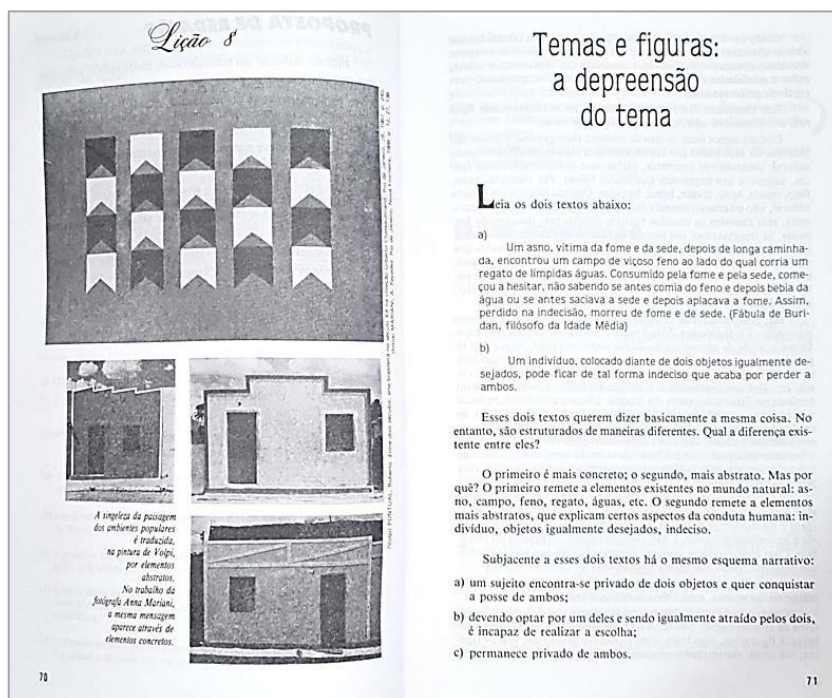 Lição 8
A singeleza da paisagem
dos ambientes populares
é traduzida,
na pintura de Volpi,
por elementos
abstratos.
No trabalho da
fotógrafa Anna Mariani,
a mesma mensagem
aparece através de
elementos concretos.
70
Temas e figuras:
a depreensão
do tema
Leia os dois textos abaixo:
a)
Um asno, vítima da fome e da sede, depois de longa caminha-
da, encontrou um campo de viçoso feno ao lado do qual corria um
regato de límpidas águas. Consumido pela fome e pela sede, come-
çou a hesitar, não sabendo se antes comia do feno e depois bebia da
água ou se antes saciava a sede e depois aplacava a fome. Assim,
perdido na indecisão, morreu de fome e de sede. (Fábula de Buri-
dan, filósofo da Idade Média)
b)
Um indivíduo, colocado diante de dois objetos igualmente de-
sejados, pode ficar de tal forma indeciso que acaba por perder a
ambos.
Esses dois textos querem dizer basicamente a mesma coisa. No
entanto, são estruturados de maneiras diferentes. Qual a diferença exis-
tente entre eles?
O primeiro é mais concreto; o segundo, mais abstrato. Mas por
quê? O primeiro remete a elementos existentes no mundo natural: as-
no, campo, feno, regato, águas, etc. O segundo remete a elementos
mais abstratos, que explicam certos aspectos da conduta humana: in-
divíduo, objetos igualmente desejados, indeciso.
Subjacente a esses dois textos há o mesmo esquema narrativo:
a) um sujeito encontra-se privado de dois objetos e quer conquistar
a posse de ambos;
b) devendo optar por um deles e sendo igualmente atraído pelos dois,
é incapaz de realizar a escolha;
c) permanece privado de ambos.
71